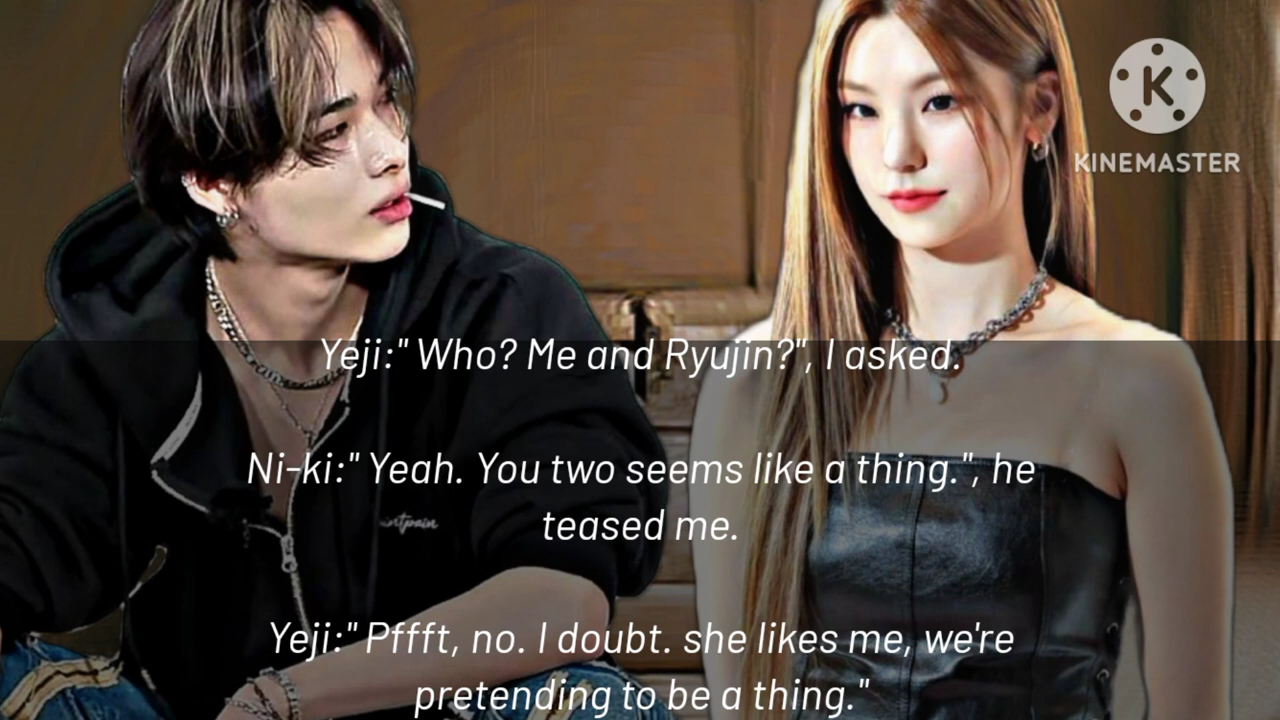 K
KINEMASTER
Yeji:" Who? Me and Ryujin?", I asked.
Ni-ki:" Yeah. You two seems like a thing.", he
teased me.
Yeji:" Pffft, no. I doubt. she likes me, we're
pretending to be a thing."